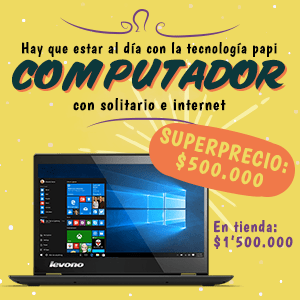 Hay que estar al día con la tecnología papi
COMPUTADOR
con solitario e internet
SUPERPRECIO:
$500.000
En tienda:
$1'500.000
levono